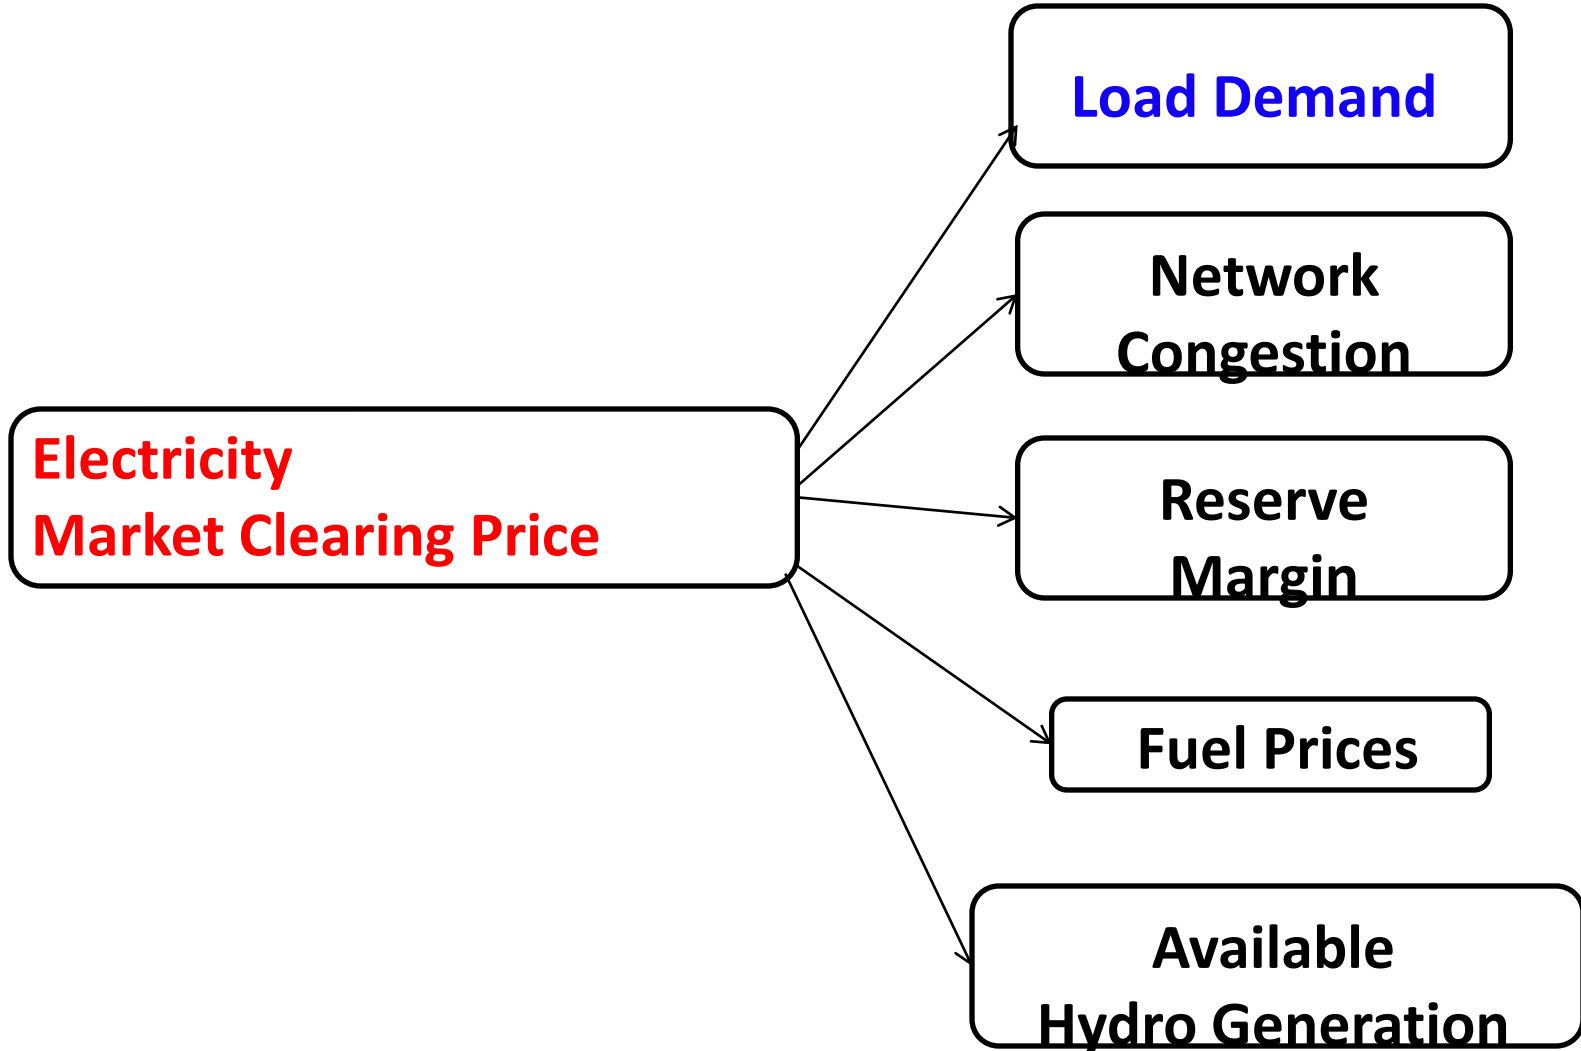 Load Demand
Network
Congestion
Electricity
Market Clearing Price
Reserve
Margin
Fuel Prices
Available
Hydro Generation